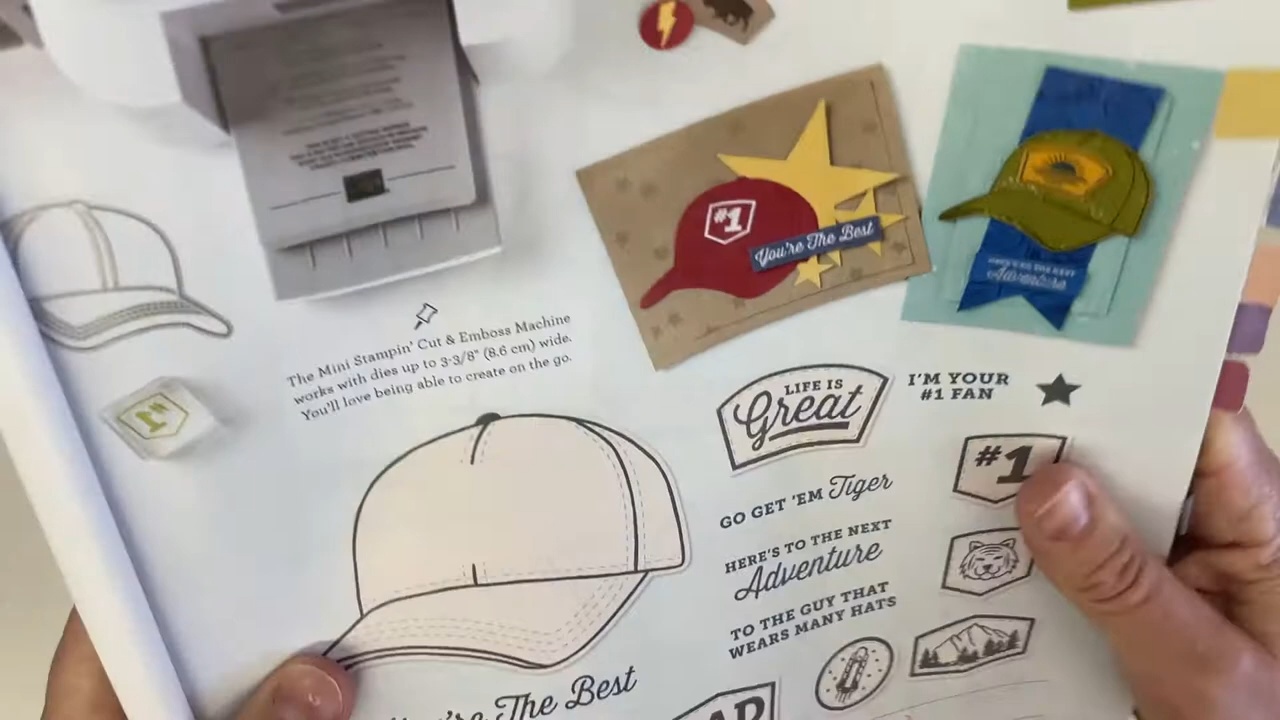 #1
You're The Best
Adventure
The Mini Stampin' Cut & Emboss Machine
works with dies up to 3-3/8" (8.6 cm) wide.
You'll love being able to create on the go.
LIFE IS
Great
I'M YOUR
#1 FAN
#1
GO GET 'EM Tiger
HERE'S TO THE NEXT
Adventure
TO THE GUY THAT
WEARS MANY HATS
You're The Best